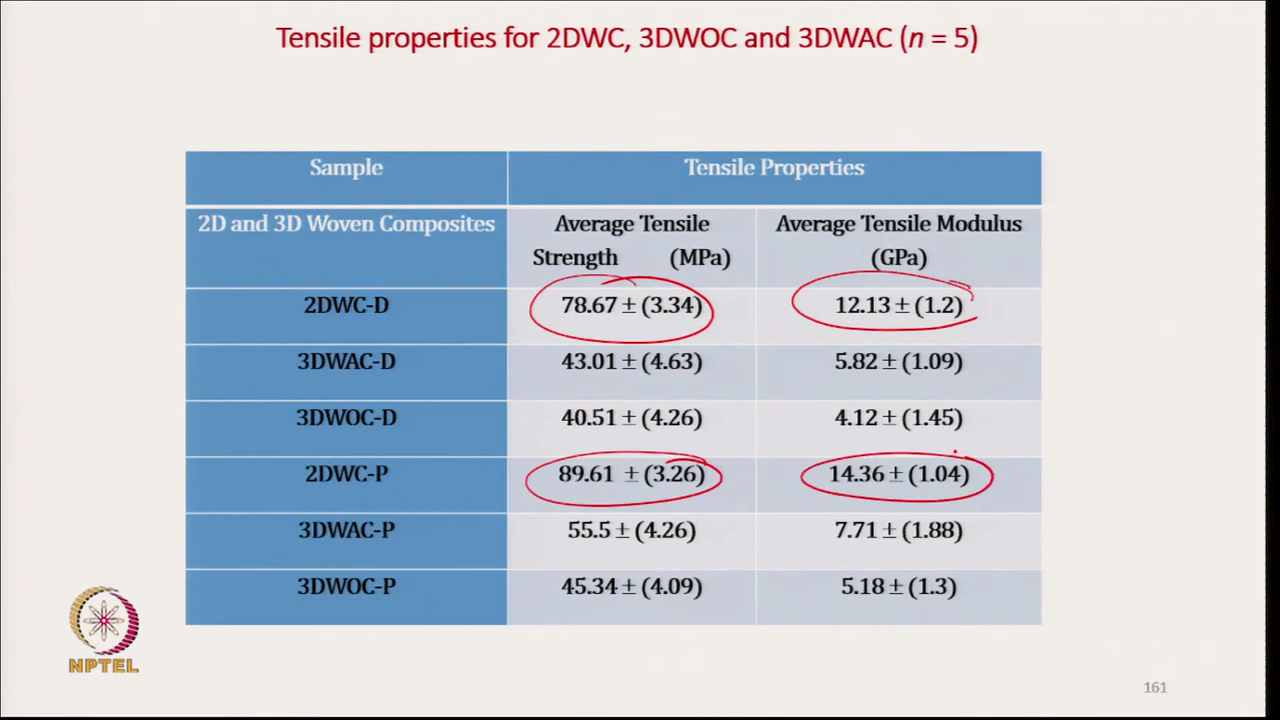 Tensile properties for 2DWC, 3DWOC and 3DWAC (n = 5)
Sample Tensile Properties
2D and 3D Woven Composites Average Tensile Strength (MPa) Average Tensile Modulus (GPa)
2DWC-D 78.67 ± (3.34) 12.13 ± (1.2)
3DWAC-D 43.01 ± (4.63) 5.82 ± (1.09)
3DWOC-D 40.51 ± (4.26) 4.12 ± (1.45)
2DWC-P 89.61 ± (3.26) 14.36 ± (1.04)
3DWAC-P 55.5 ± (4.26) 7.71 ± (1.88)
3DWOC-P 45.34 ± (4.09) 5.18 ± (1.3)
NPTEL
161